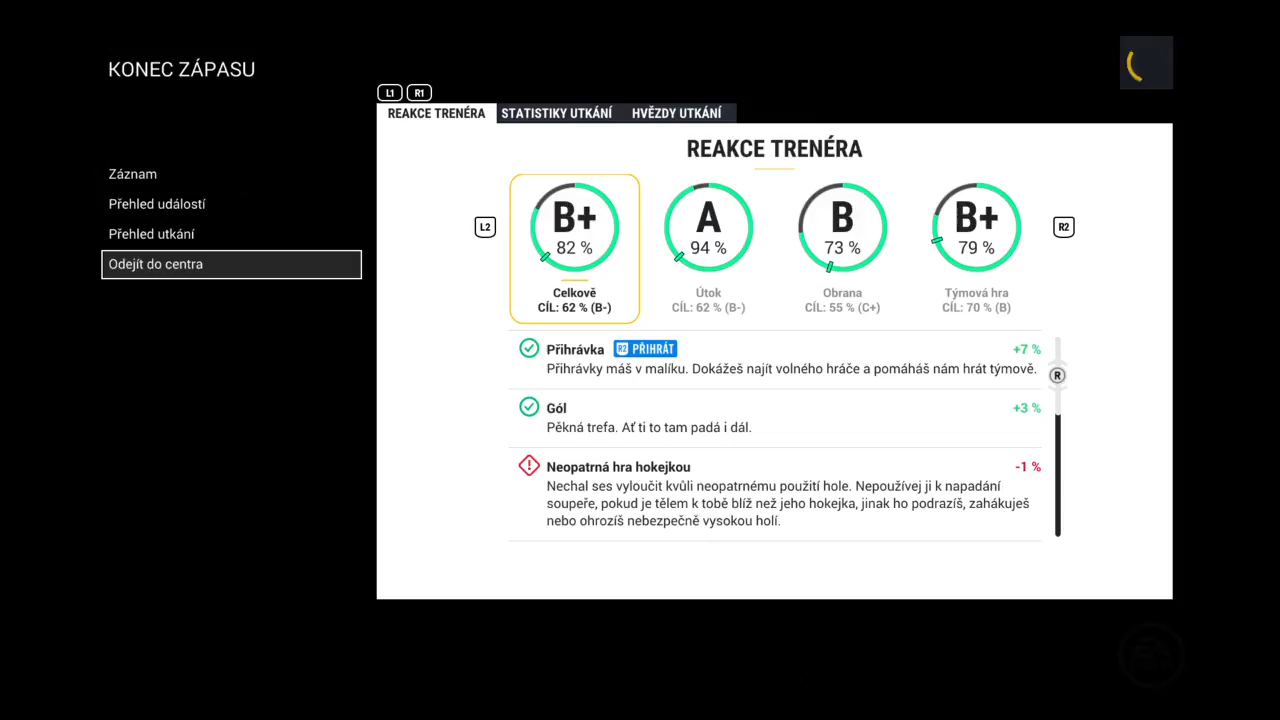 KONEC ZÁPASU
L1 R1
REAKCE TRENÉRA STATISTIKY UTKÁNÍ HVĚZDY UTKÁNÍ
REAKCE TRENÉRA
Záznam
Přehled událostí
Přehled utkání
Odejít do centra
L2
B+
82 %
Celkově
CÍL: 62 % (B-)
A
94 %
Útok
CÍL: 62 % (B-)
B
73 %
Obrana
CÍL: 55 % (C+)
B+
79 %
Týmová hra
CÍL: 70 % (B)
R2
Přihrávka R2 PŘIHRÁT +7 %
Přihrávky máš v malíku. Dokážeš najít volného hráče a pomáháš nám hrát týmově.
R
Gól +3 %
Pěkná trefa. Ať ti to tam padá i dál.
Neopatrná hra hokejkou -1 %
Nechal ses vyloučit kvůli neopatrnému použití hole. Nepoužívej ji k napadání
soupeře, pokud je tělem k tobě blíž než jeho hokejka, jinak ho podrazíš, zahákuješ
nebo ohrozíš nebezpečně vysokou holí.